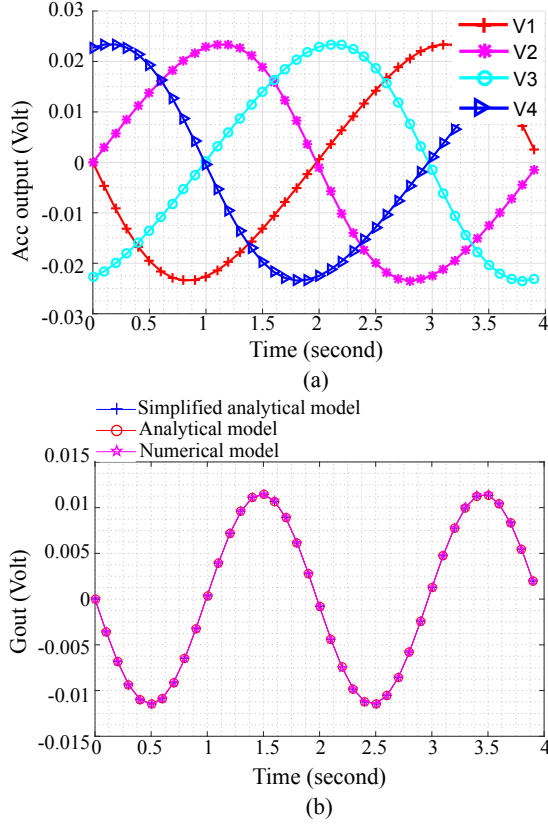 0.03
0.02
0.01
0
-0.01
-0.02
-0.03
Acc output (Volt)
V1
V2
V3
V4
0 0.5 1 1.5 2 2.5 3 3.5 4
Time (second)
(a)
Simplified analytical model
Analytical model
Numerical model
0.015
0.01
0.005
0
-0.005
-0.01
-0.015
Gout (Volt)
0 0.5 1 1.5 2 2.5 3 3.5 4
Time (second)
(b)